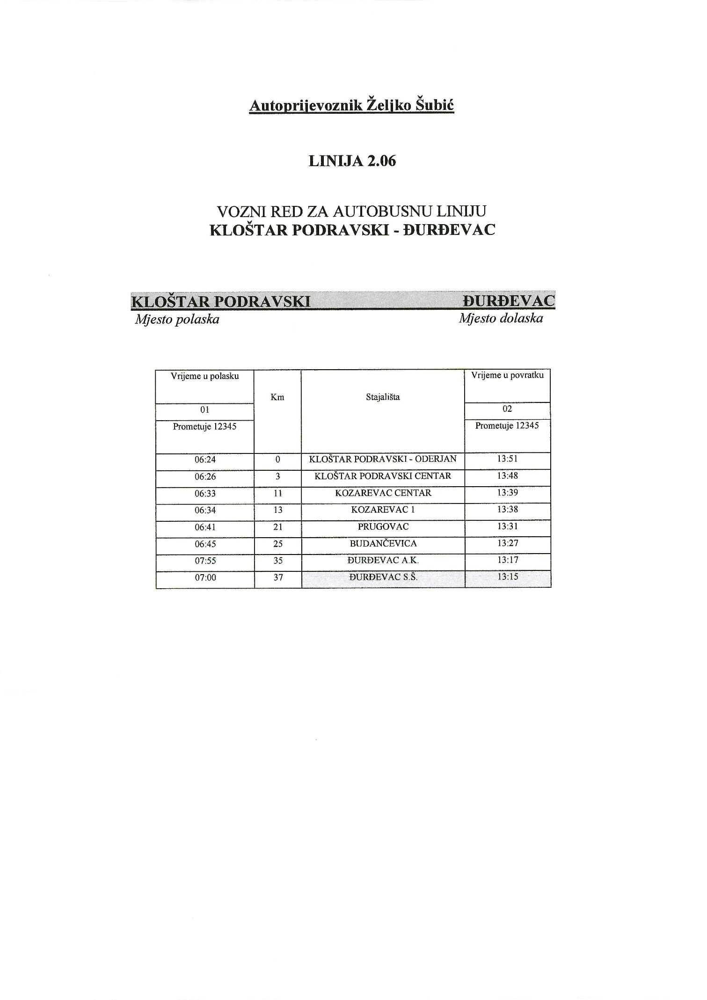 Autoprijevoznik Željko Šubić
LINIJA 2.06
VOZNI RED ZA AUTOBUSNU LINIJU
KLOŠTAR PODRAVSKI - ĐURĐEVAC
KLOŠTAR PODRAVSKI ĐURĐEVAC
Mjesto polaska Mjesto dolaska
Vrijeme u polasku Km Stajališta Vrijeme u povratku
01 02
Prometuje 12345 Prometuje 12345
06:24 0 KLOŠTAR PODRAVSKI - ODERJAN 13:51
06:26 3 KLOŠTAR PODRAVSKI CENTAR 13:48
06:33 11 KOZAREVAC CENTAR 13:39
06:34 13 KOZAREVAC 1 13:38
06:41 21 PRUGOVAC 13:31
06:45 25 BUDANČEVICA 13:27
07:55 35 ĐURĐEVAC A.K. 13:17
07:00 37 ĐURĐEVAC S.Š. 13:15